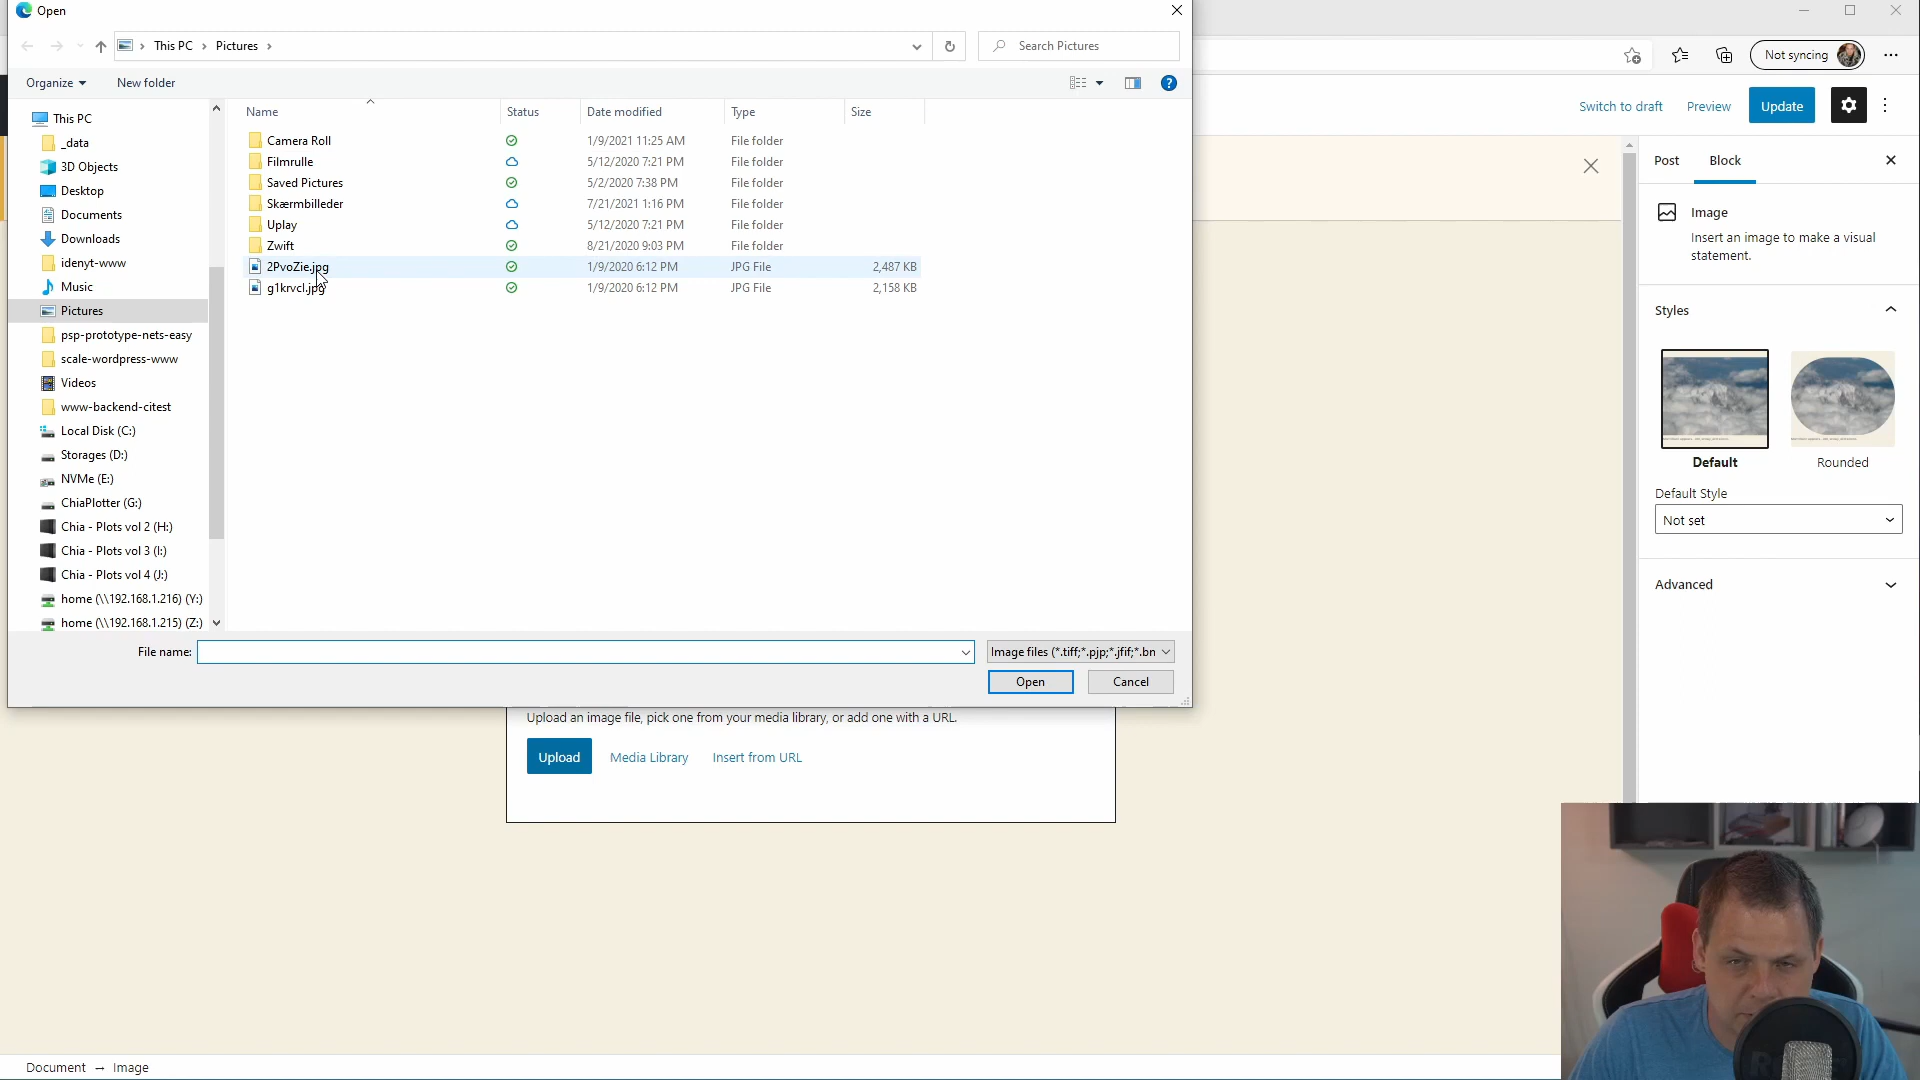 Open
This PC
Pictures
Search Pictures
Not syncing
Organize
New folder
Switch to draft
Preview
Update
Name
Status
Date modified
Type
Size
This PC
_data
3D Objects
Desktop
Documents
Downloads
idenyt-www
Music
Pictures
psp-prototype-nets-easy
scale-wordpress-www
Videos
www-backend-citest
Local Disk (C:)
Storages (D:)
NVMe (E:)
ChiaPlotter (G:)
Chia - Plots vol 2 (H:)
Chia - Plots vol 3 (I:)
Chia - Plots vol 4 (J:)
home (\\192.168.1.216) (Y:)
home (\\192.168.1.215) (Z:)
Camera Roll 1/9/2021 11:25 AM File folder
Filmrulle 5/12/2020 7:21 PM File folder
Saved Pictures 5/2/2020 7:38 PM File folder
Skærmbilleder 7/21/2021 1:16 PM File folder
Uplay 5/12/2020 7:21 PM File folder
Zwift 8/21/2020 9:03 PM File folder
2PvoZie.jpg 1/9/2020 6:12 PM JPG File 2,487 KB
g1krvcl.jpg 1/9/2020 6:12 PM JPG File 2,158 KB
File name:
Image files (*.tiff;*.pjp;*.jfif;*.bn
Open
Cancel
Post
Block
Image
Insert an image to make a visual
statement.
Styles
Default
Rounded
Default Style
Not set
Advanced
Upload an image file, pick one from your media library, or add one with a URL.
Upload
Media Library
Insert from URL
Document → Image